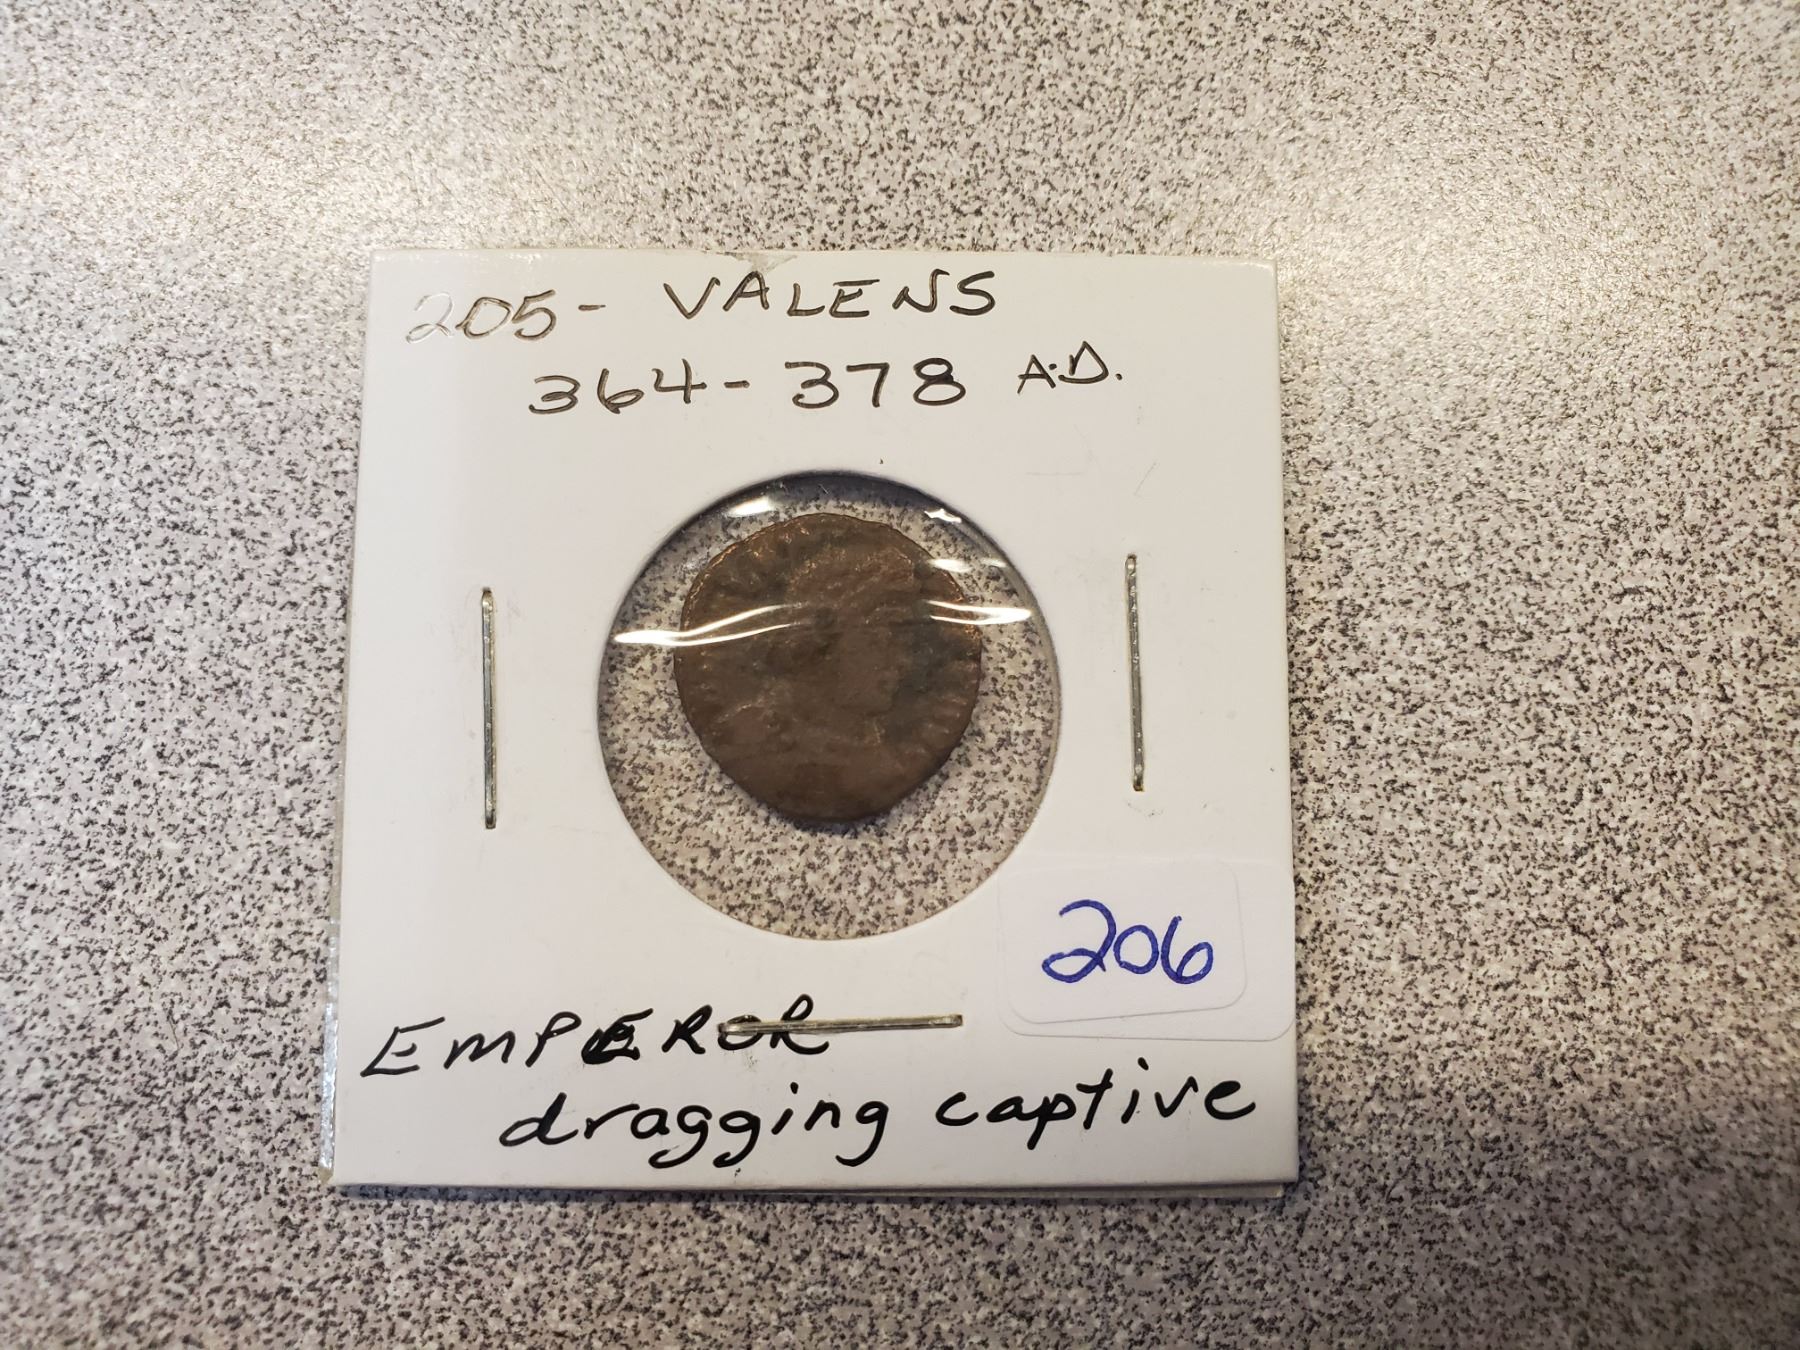 205- VALENS
364-378 A.D.
206
EMPEROR
dragging captive